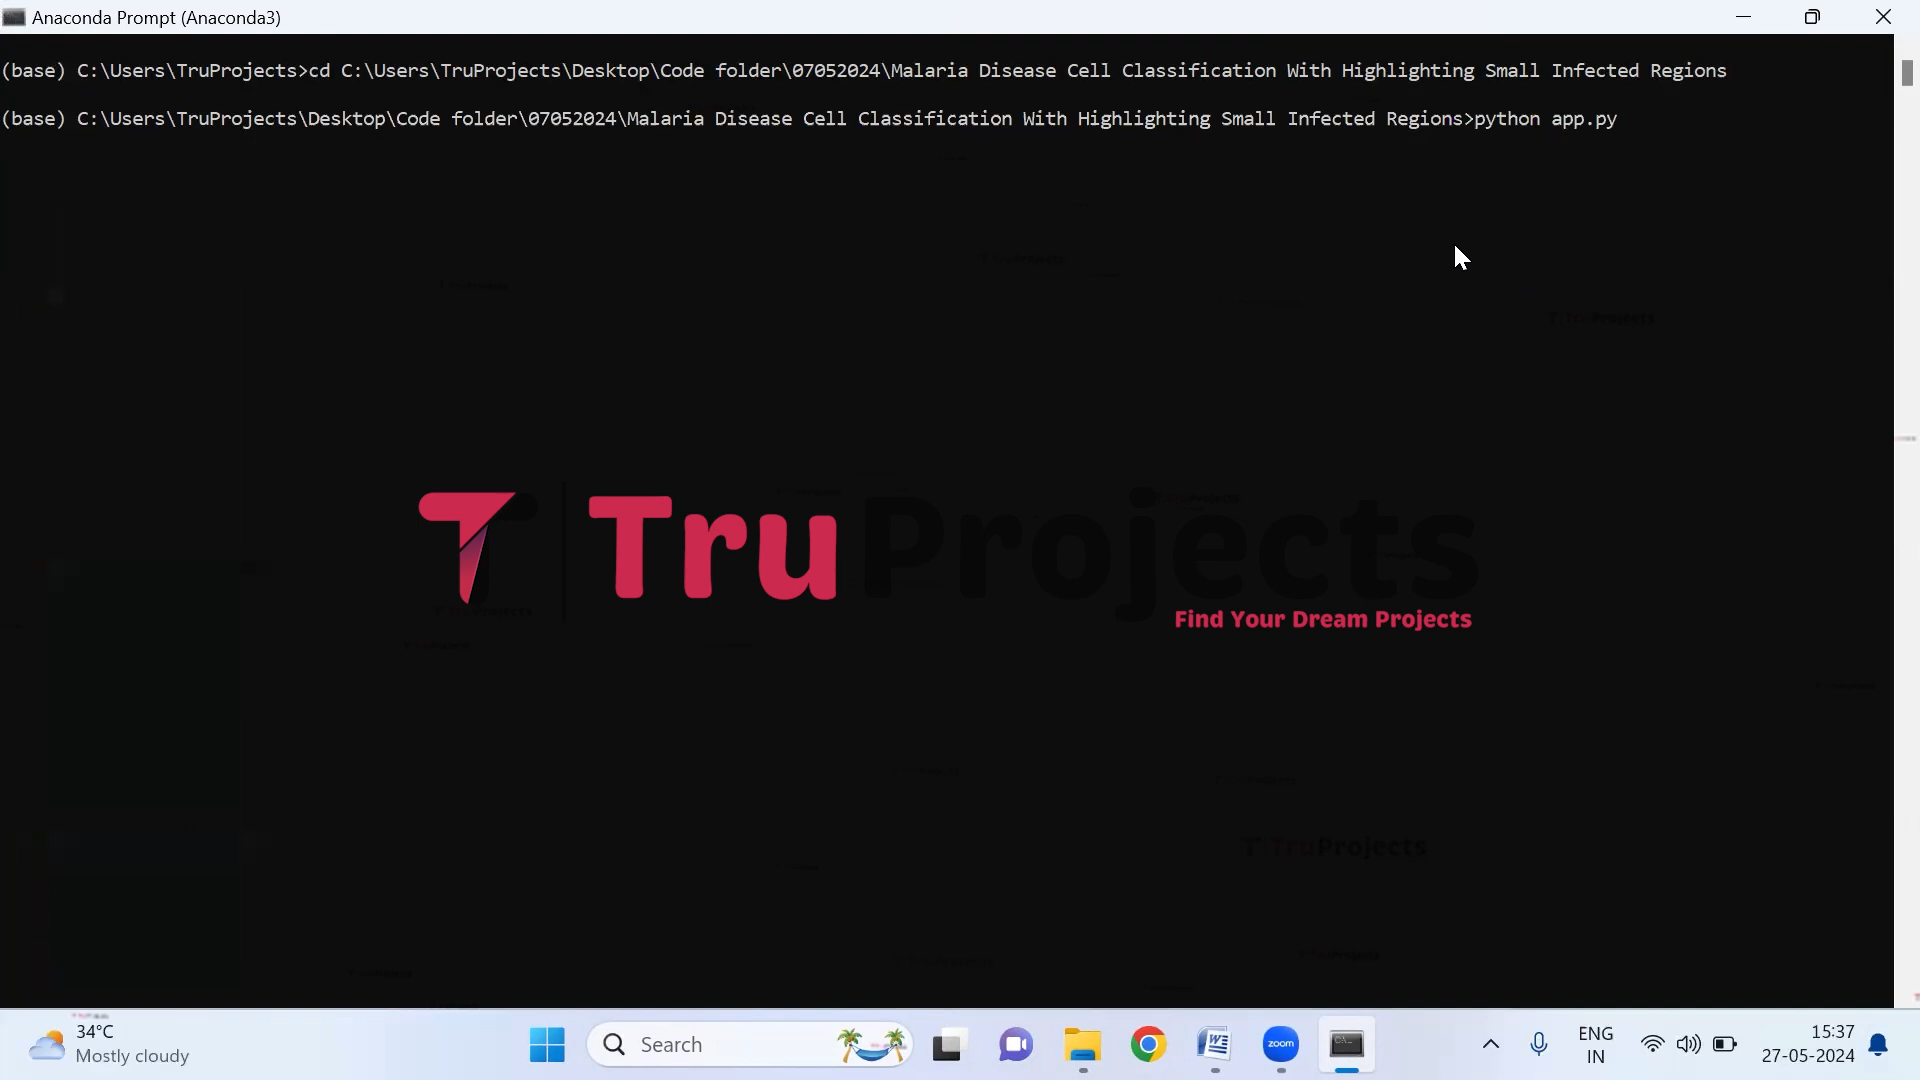 Anaconda Prompt (Anaconda3)
(base) C:\Users\TruProjects>cd C:\Users\TruProjects\Desktop\Code folder\07052024\Malaria Disease Cell Classification With Highlighting Small Infected Regions
(base) C:\Users\TruProjects\Desktop\Code folder\07052024\Malaria Disease Cell Classification With Highlighting Small Infected Regions>python app.py
TruProjects
TruProjects
Find Your Dream Projects
TruProjects
34°C
Mostly cloudy
Search
zoom
ENG
IN
15:37
27-05-2024